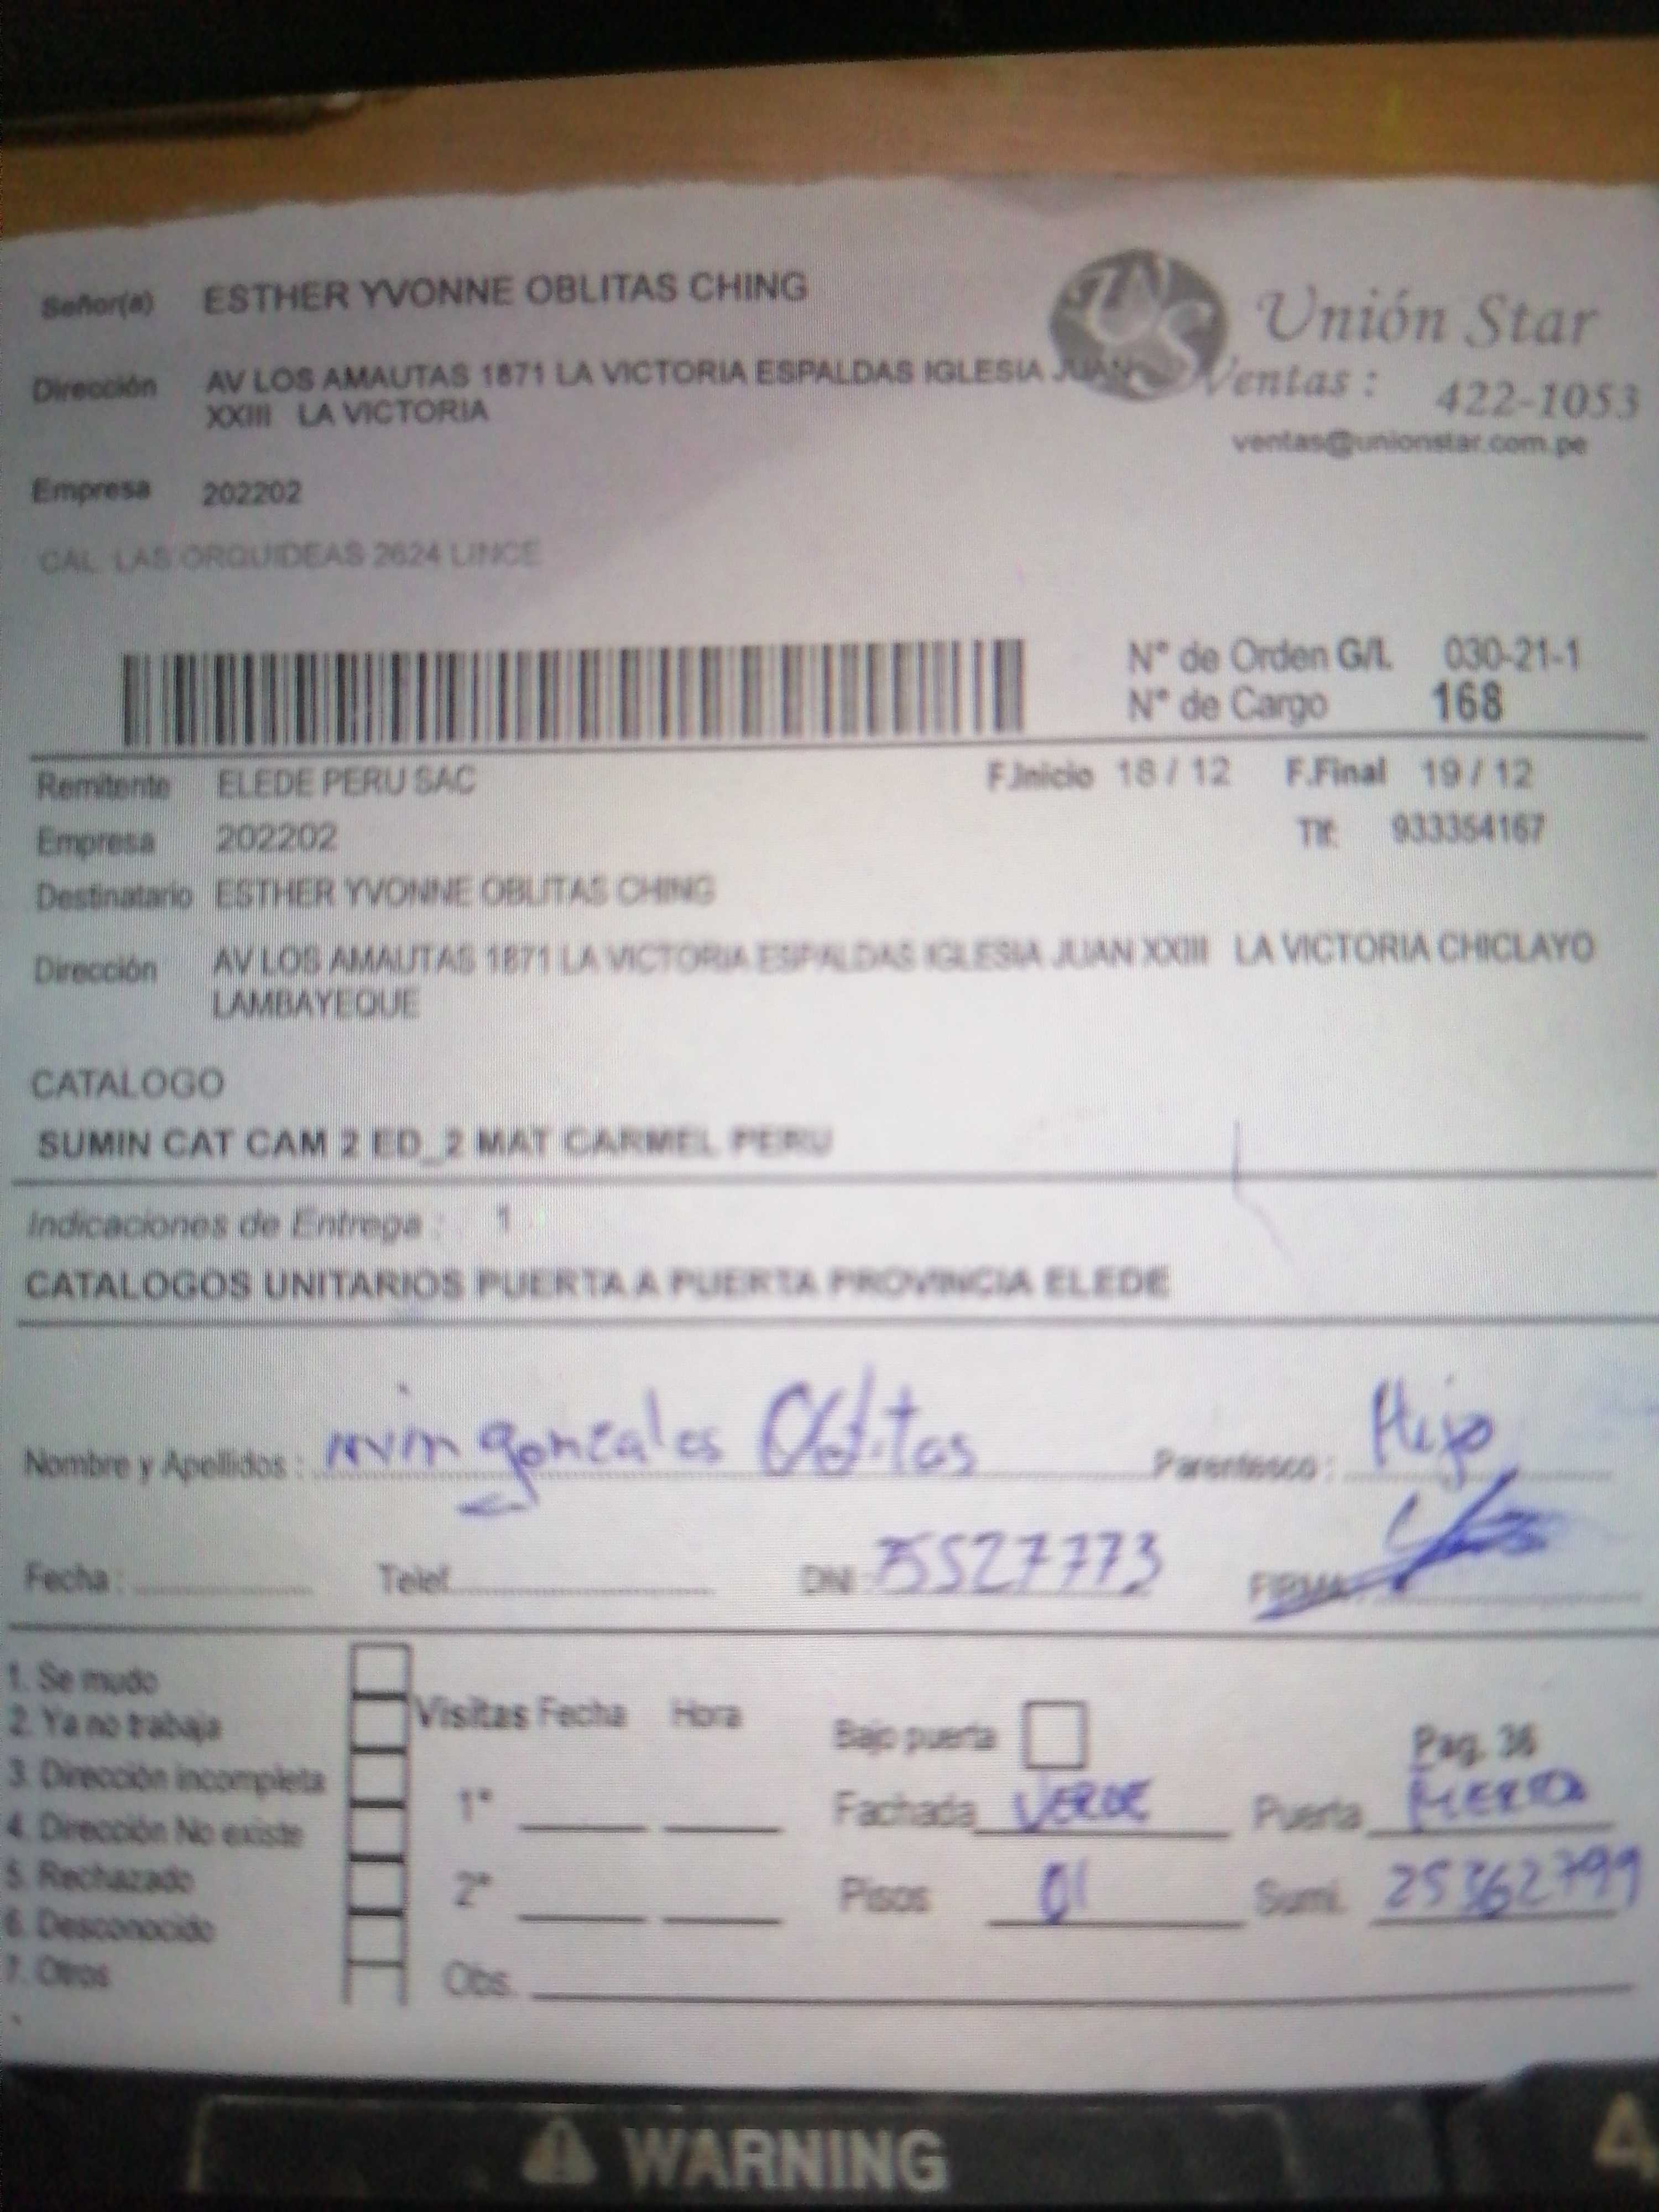 Señor(a) ESTHER YVONNE OBLITAS CHING
Unión Star
Dirección AV LOS AMAUTAS 1871 LA VICTORIA ESPALDAS IGLESIA JUAN
XXIII LA VICTORIA
Ventas : 422-1053
ventas@unionstar.com.pe
Empresa 202202
CAL. LAS ORQUIDEAS 2624 LINCE
N° de Orden G/L 030-21-1
N° de Cargo 168
Remitente ELEDE PERU SAC F.Inicio 18 / 12 F.Final 19 / 12
Empresa 202202 Tlf: 933354167
Destinatario ESTHER YVONNE OBLITAS CHING
Dirección AV LOS AMAUTAS 1871 LA VICTORIA ESPALDAS IGLESIA JUAN XXIII LA VICTORIA CHICLAYO
LAMBAYEQUE
CATALOGO
SUMIN CAT CAM 2 ED_2 MAT CARMEL PERU
Indicaciones de Entrega : 1
CATALOGOS UNITARIOS PUERTA A PUERTA PROVINCIA ELEDE
Nombre y Apellidos : gonzales Oblitas Parentesco : Hijo
Fecha : Telef. DNI 75527773 FIRMA
1. Se mudo
2. Ya no trabaja
3. Dirección incompleta
4. Dirección No existe
5. Rechazado
6. Desconocido
7. Otros
Visitas Fecha Hora
1°
2°
Obs.
Bajo puerta Pag. 36
Fachada VERDE Puerta
Pisos 01 Sumi. 25362799
WARNING
4